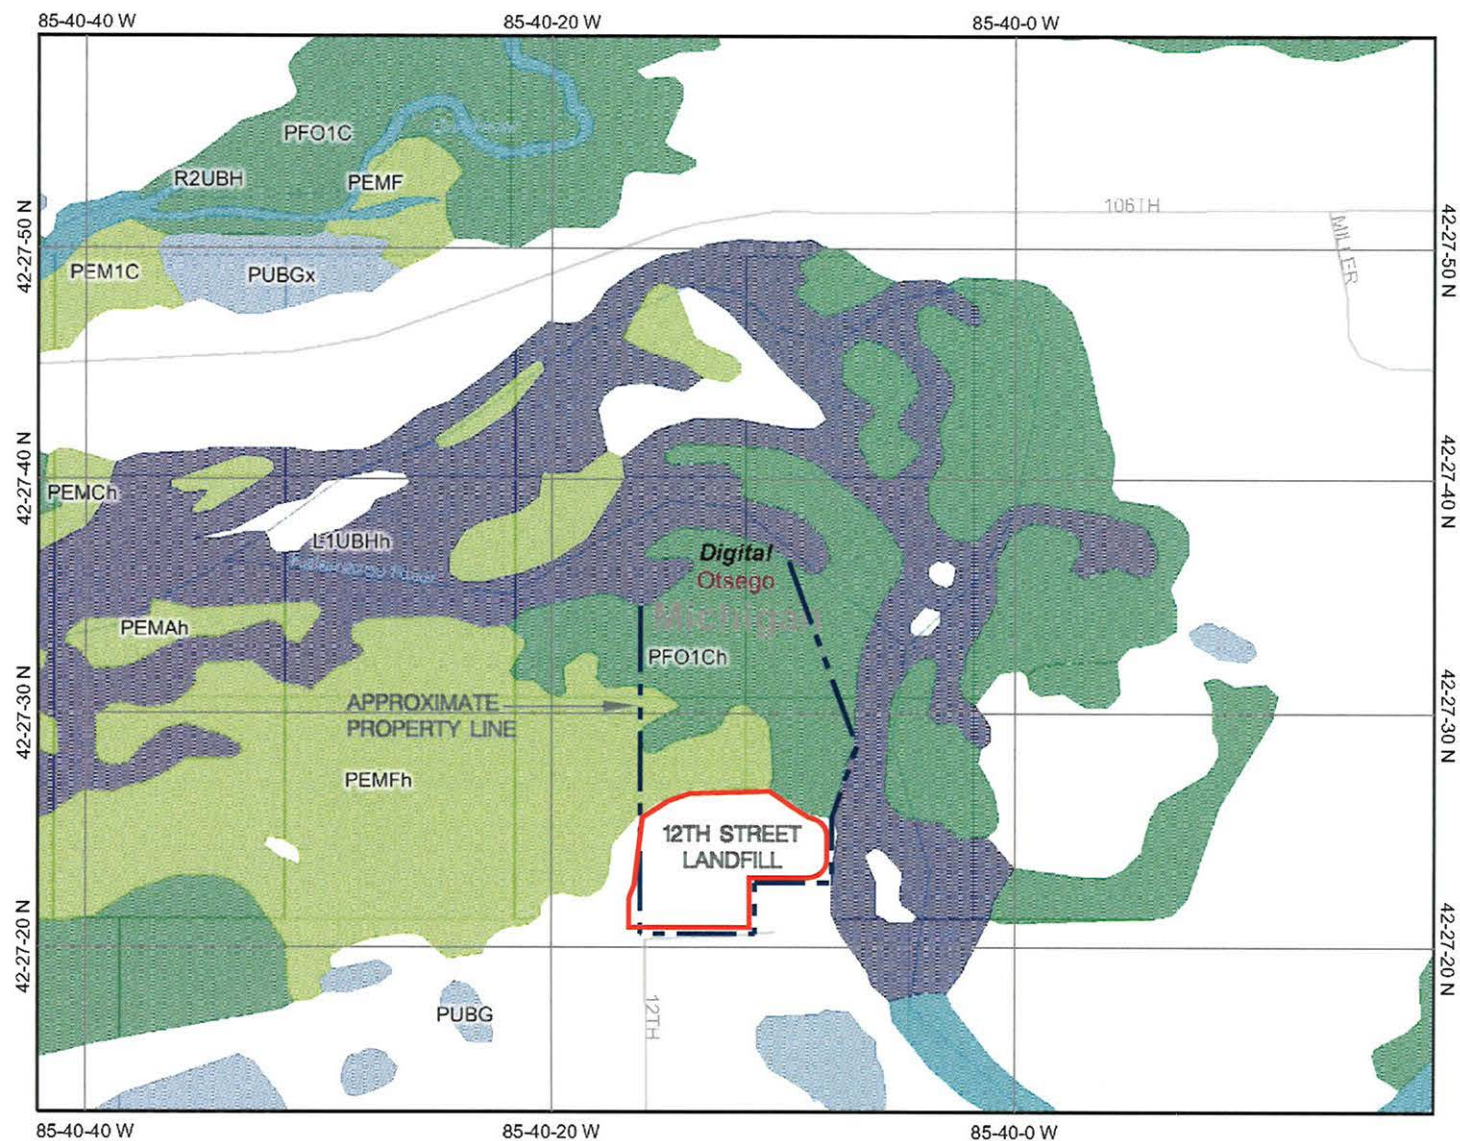 85-40-40 W
85-40-20 W
85-40-0 W
PFO1C
R2UBH
PEMF
106TH
MILLER
42-27-50 N
42-27-50 N
PEM1C
PUBGx
42-27-40 N
42-27-40 N
PEMCh
L1UBHh
Digital
Otsego
Michigan
PEMAh
PFO1Ch
42-27-30 N
42-27-30 N
APPROXIMATE
PROPERTY LINE
PEMFh
12TH STREET
LANDFILL
42-27-20 N
42-27-20 N
PUBG
12TH
85-40-40 W
85-40-20 W
85-40-0 W